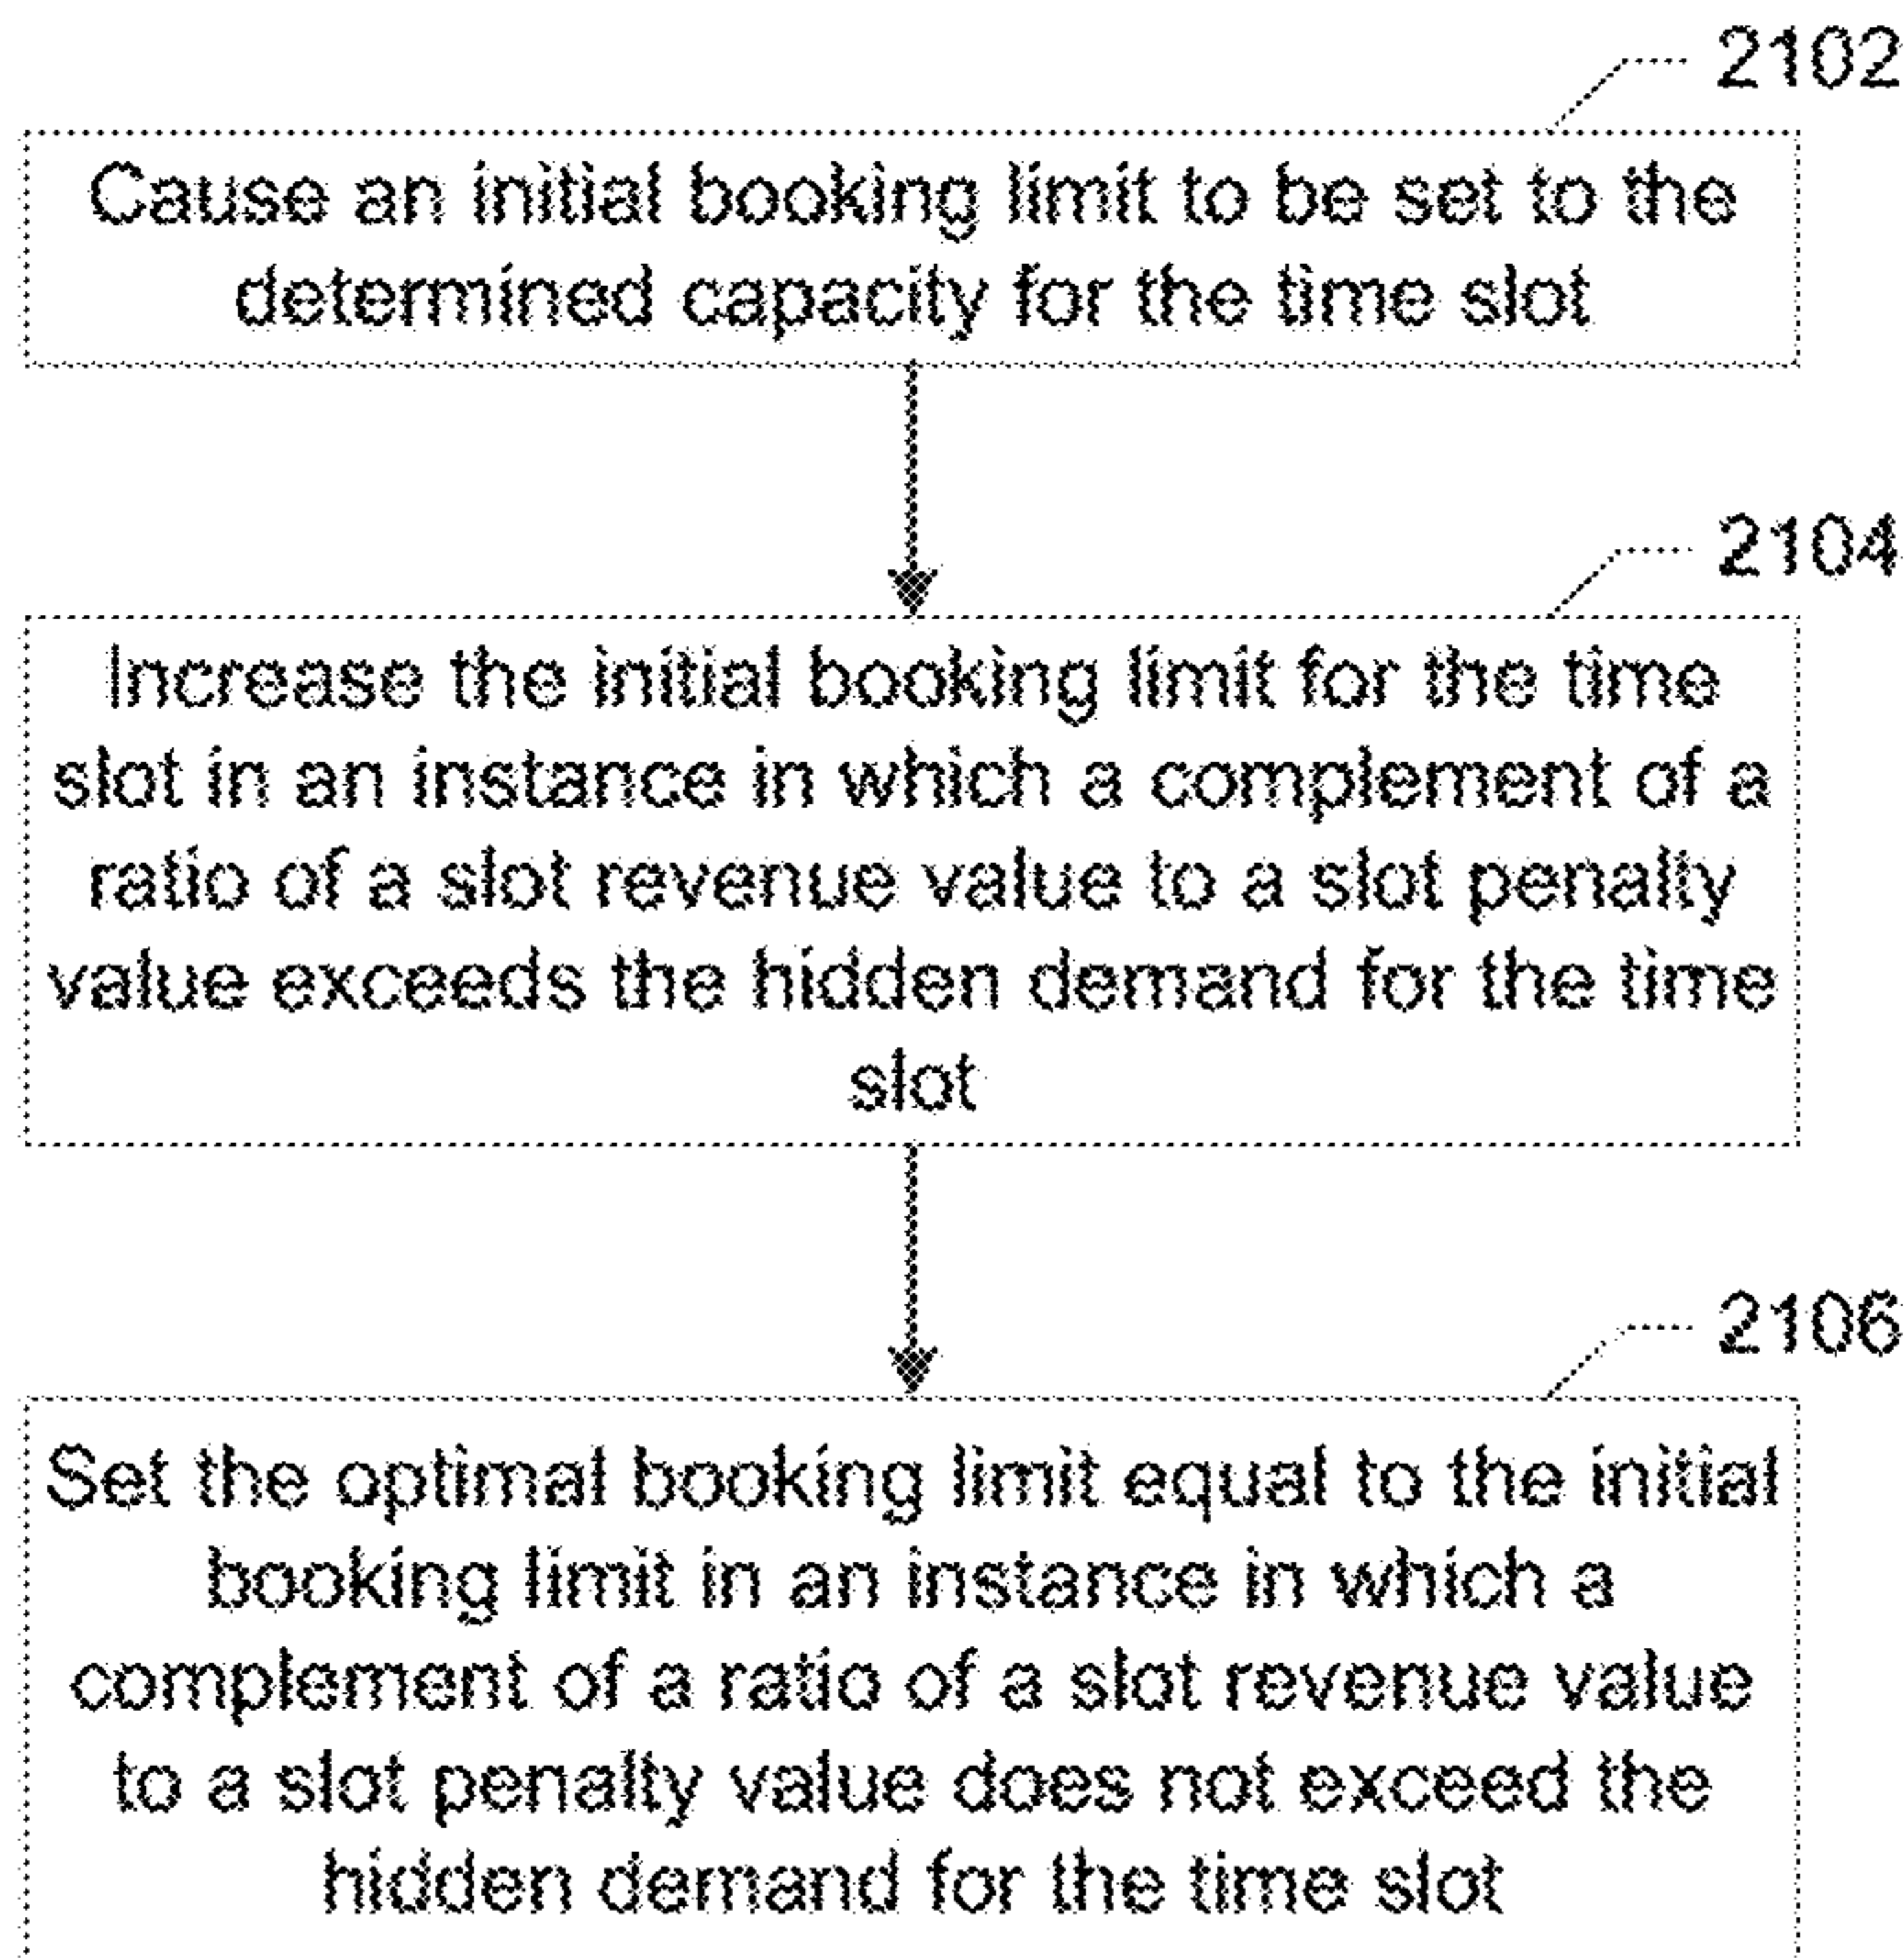 2102
Cause an initial booking limit to be set to the
determined capacity for the time slot
2104
Increase the initial booking limit for the time
slot in an instance in which a complement of a
ratio of a slot revenue value to a slot penalty
value exceeds the hidden demand for the time
slot
2106
Set the optimal booking limit equal to the initial
booking limit in an instance in which a
complement of a ratio of a slot revenue value
to a slot penalty value does not exceed the
hidden demand for the time slot